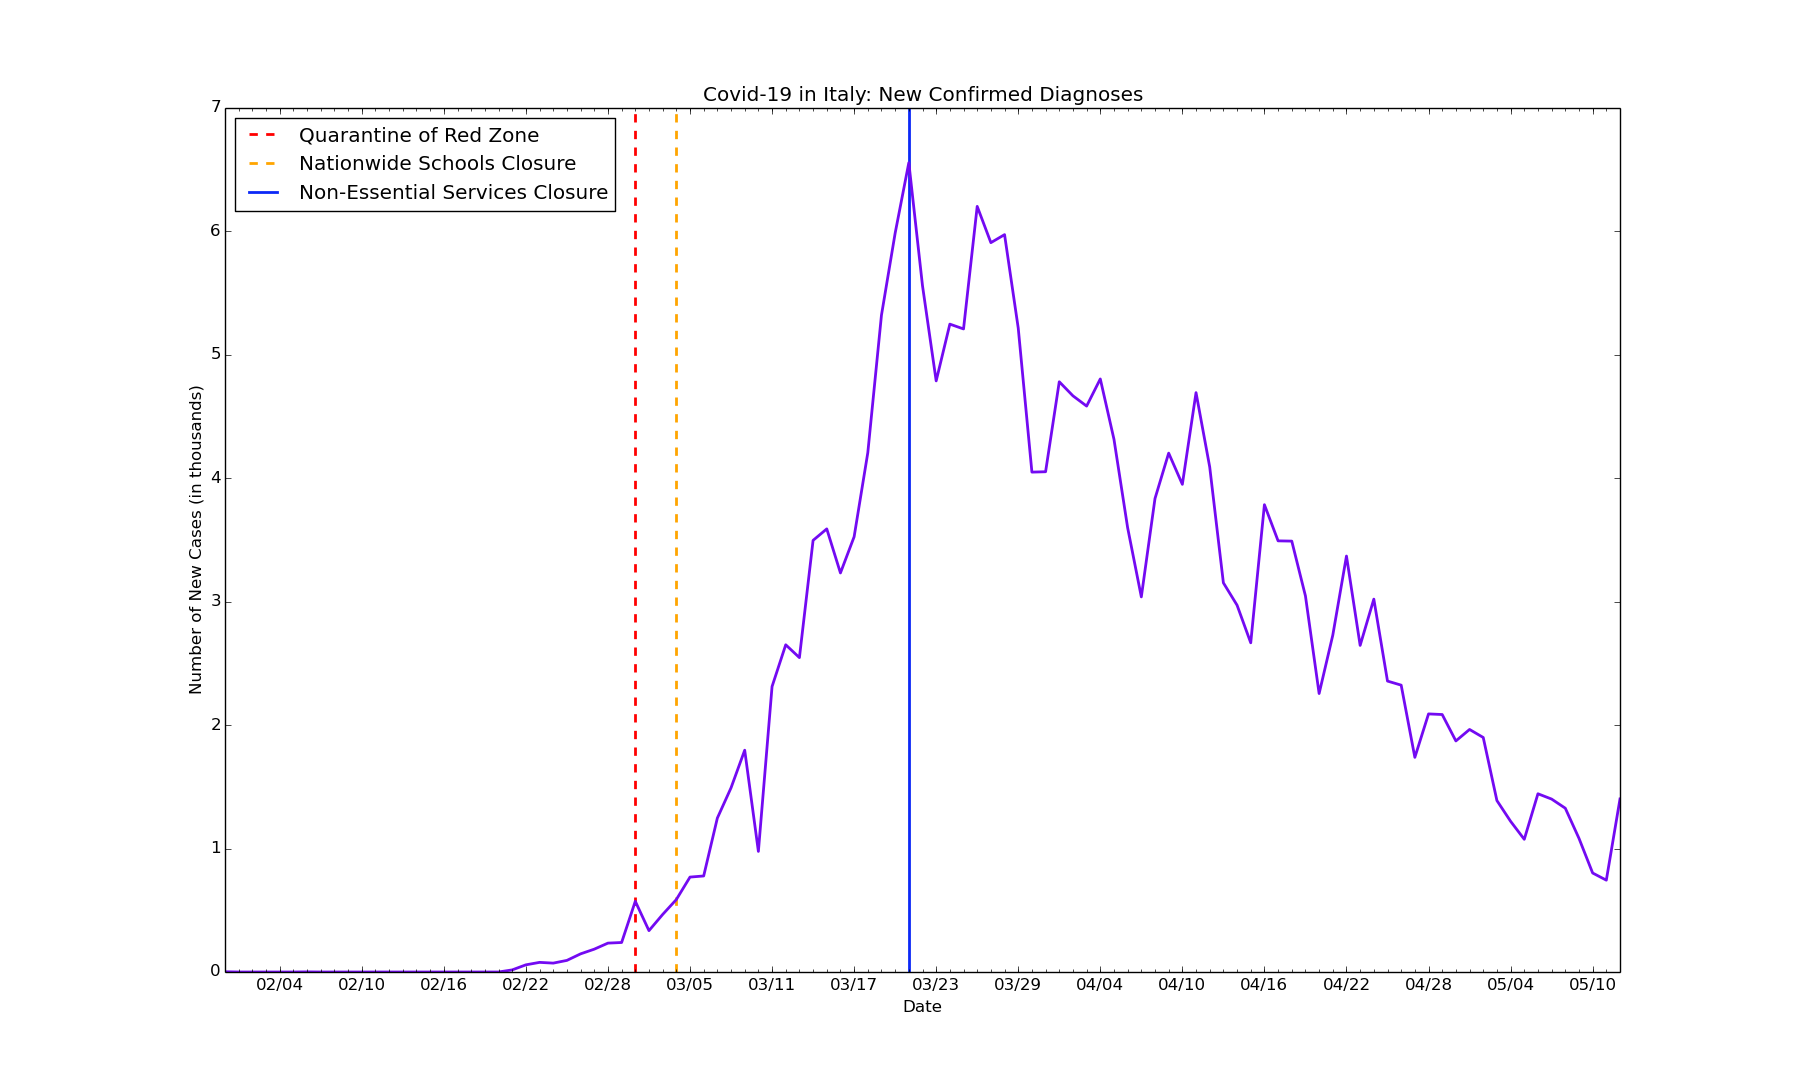 Covid-19 in Italy: New Confirmed Diagnoses
Quarantine of Red Zone
Nationwide Schools Closure
Non-Essential Services Closure
Number of New Cases (in thousands)
7
6
5
4
3
2
1
0
02/04 02/10 02/16 02/22 02/28 03/05 03/11 03/17 03/23 03/29 04/04 04/10 04/16 04/22 04/28 05/04 05/10
Date